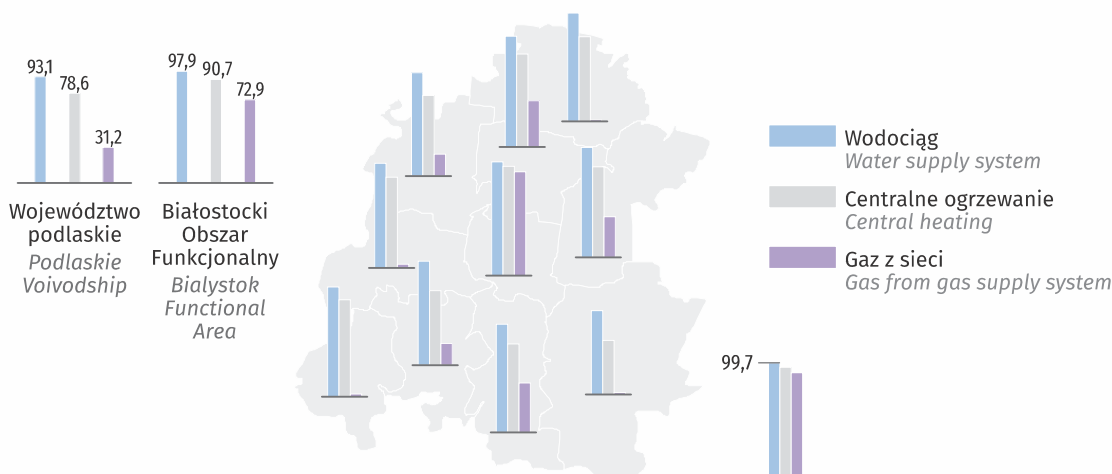 93,1
78,6
31,2
Województwo
podlaskie
Podlaskie
Voivodship
97,9
90,7
72,9
Białostocki
Obszar
Funkcjonalny
Bialystok
Functional
Area
Wodociąg
Water supply system
Centralne ogrzewanie
Central heating
Gaz z sieci
Gas from gas supply system
99,7